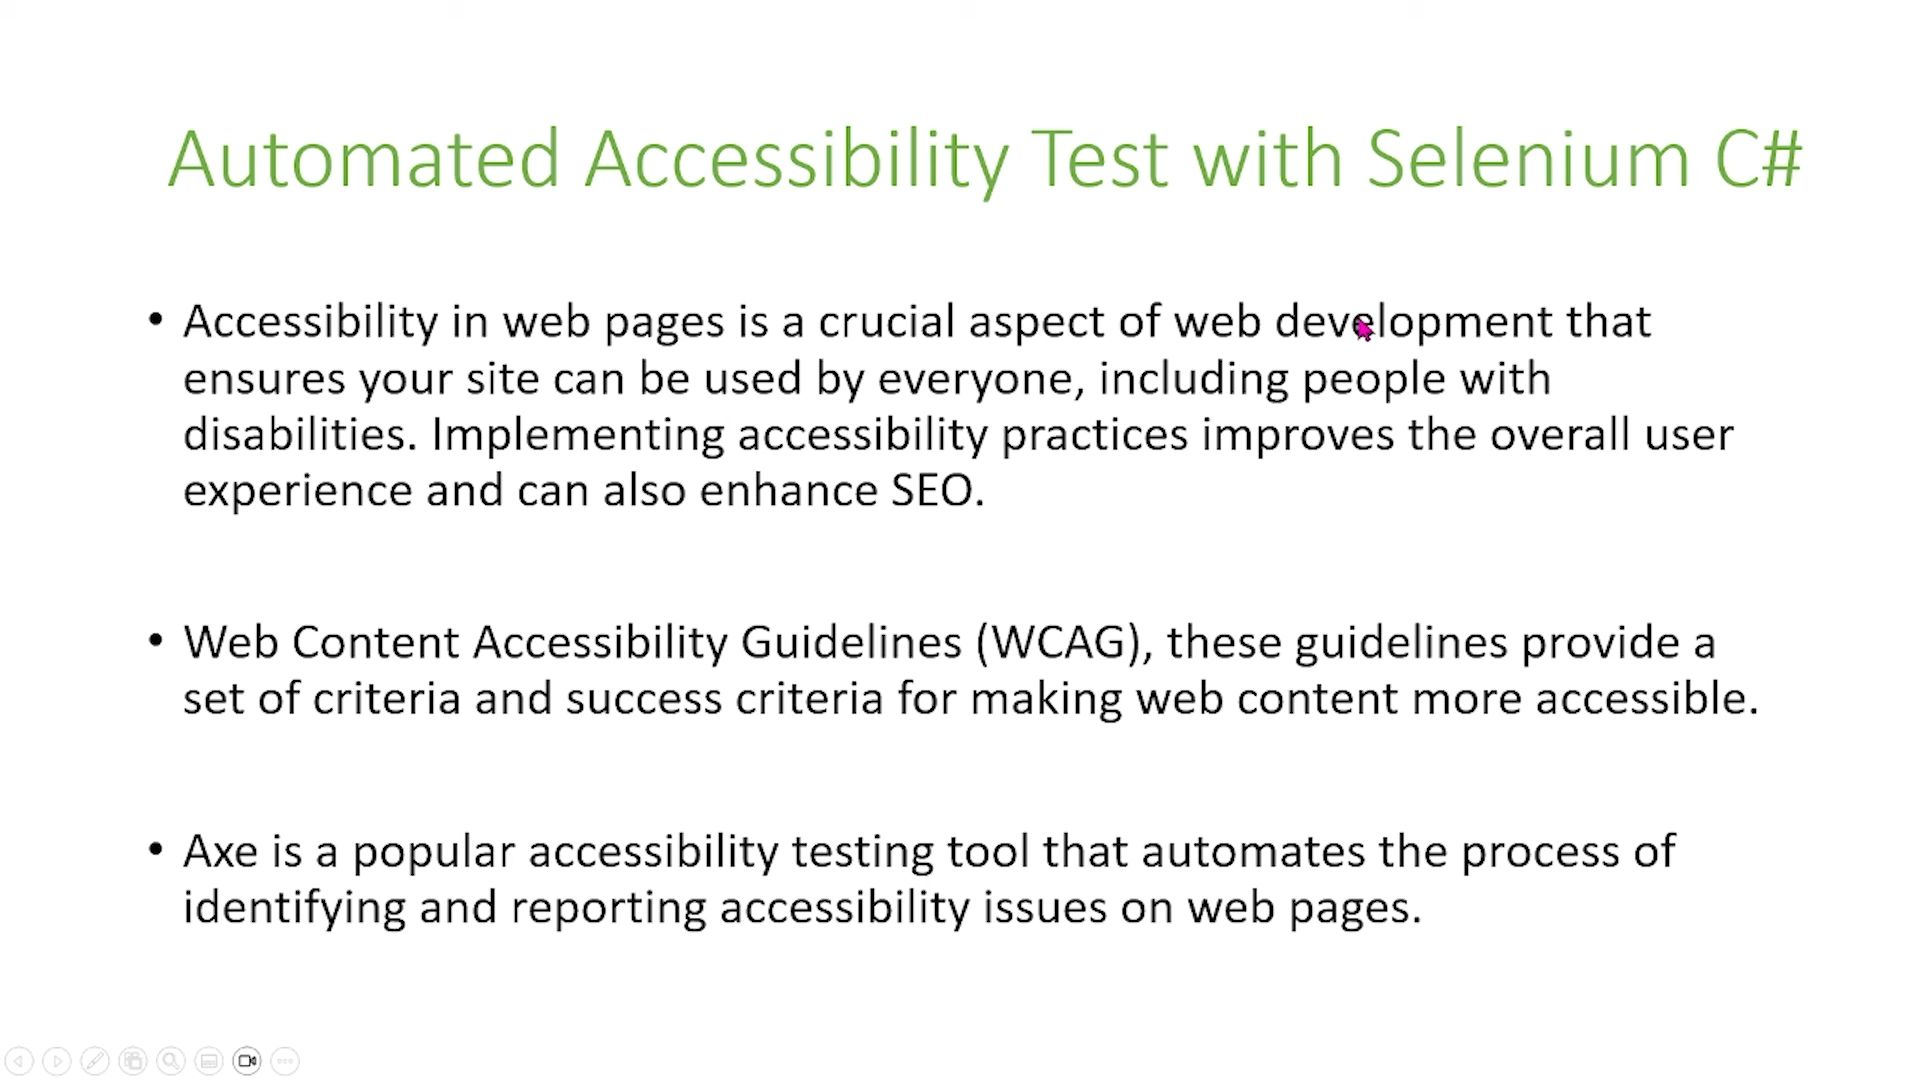 Automated Accessibility Test with Selenium C#
• Accessibility in web pages is a crucial aspect of web development that
ensures your site can be used by everyone, including people with
disabilities. Implementing accessibility practices improves the overall user
experience and can also enhance SEO.
• Web Content Accessibility Guidelines (WCAG), these guidelines provide a
set of criteria and success criteria for making web content more accessible.
• Axe is a popular accessibility testing tool that automates the process of
identifying and reporting accessibility issues on web pages.